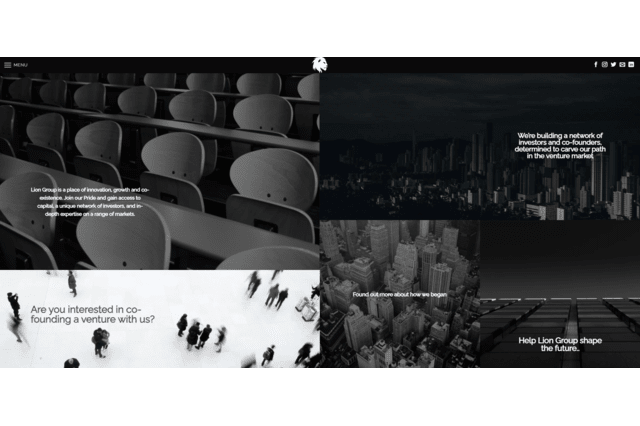 MENU
Lion Group is a place of innovation, growth and co-
existence. Join our Pride and gain access to
capital, a unique network of investors, and in-
depth expertise on a range of markets.
We're building a network of
investors and co-founders,
determined to carve our path
in the venture market
Are you interested in co-
founding a venture with us?
Found out more about how we began
Help Lion Group shape
the future..